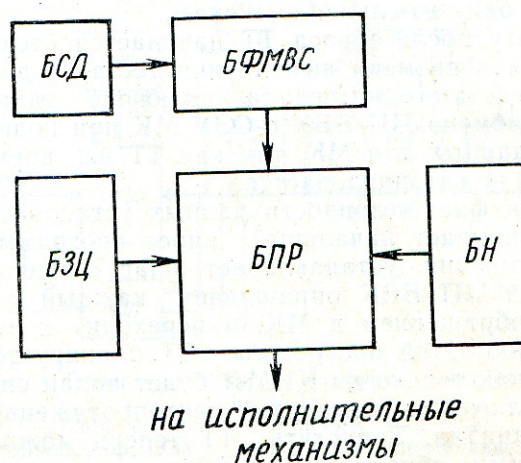 БСД
БФМВС
БЗЦ
БПР
БН
на исполнительные
механизмы